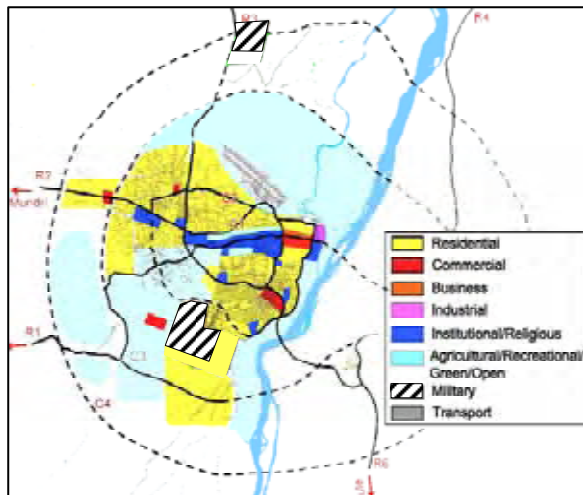 R3
R4
R2
Mundri
Residential
Commercial
Business
Industrial
Institutional/Religious
Agricultural/Recreational/
Green/Open
Military
Transport
R1
C3
C4
R6